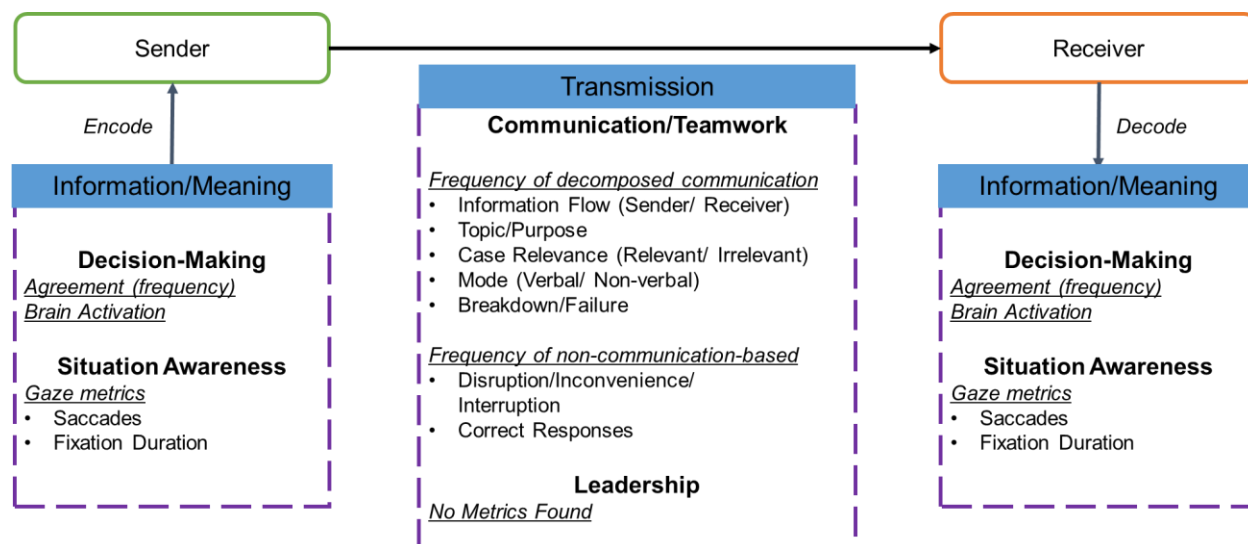 Sender
Receiver
Encode
Decode
Information/Meaning
Decision-Making
Agreement (frequency)
Brain Activation
Situation Awareness
Gaze metrics
• Saccades
• Fixation Duration
Transmission
Communication/Teamwork
Frequency of decomposed communication
• Information Flow (Sender/ Receiver)
• Topic/Purpose
• Case Relevance (Relevant/ Irrelevant)
• Mode (Verbal/ Non-verbal)
• Breakdown/Failure
Frequency of non-communication-based
• Disruption/Inconvenience/
Interruption
• Correct Responses
Leadership
No Metrics Found
Information/Meaning
Decision-Making
Agreement (frequency)
Brain Activation
Situation Awareness
Gaze metrics
• Saccades
• Fixation Duration